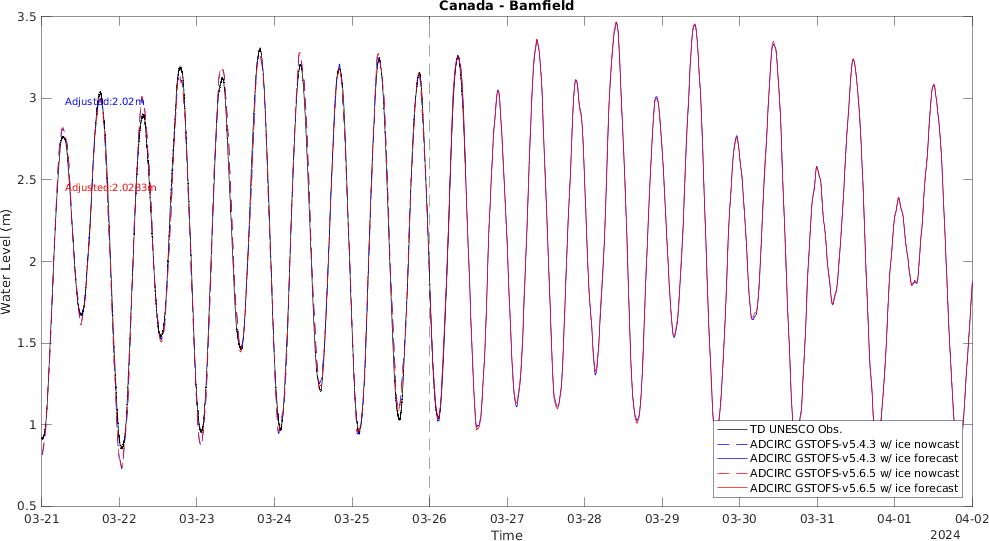 Canada - Bamfield
3.5
3
2.5
2
1.5
1
0.5
Water Level (m)
Adjusted:2.02m
Adjusted:2.0283m
TD UNESCO Obs.
ADCIRC GSTOFS-v5.4.3 w/ ice nowcast
ADCIRC GSTOFS-v5.4.3 w/ ice forecast
ADCIRC GSTOFS-v5.6.5 w/ ice nowcast
ADCIRC GSTOFS-v5.6.5 w/ ice forecast
03-21 03-22 03-23 03-24 03-25 03-26 03-27 03-28 03-29 03-30 03-31 04-01 04-02
Time
2024